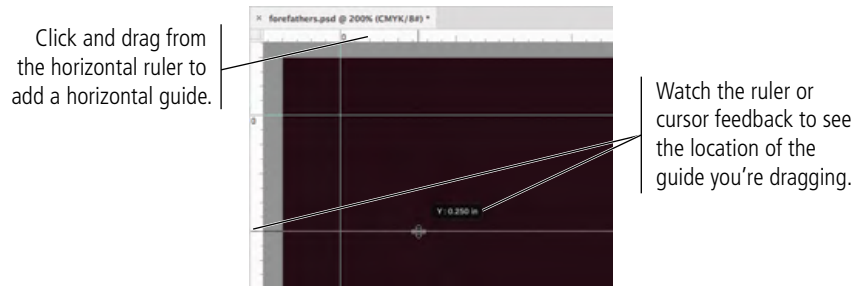 × forefathers.psd @ 200% (CMYK/8#) *
Click and drag from
the horizontal ruler to
add a horizontal guide.
0
0
Watch the ruler or
cursor feedback to see
the location of the
guide you’re dragging.
Y : 0.250 in